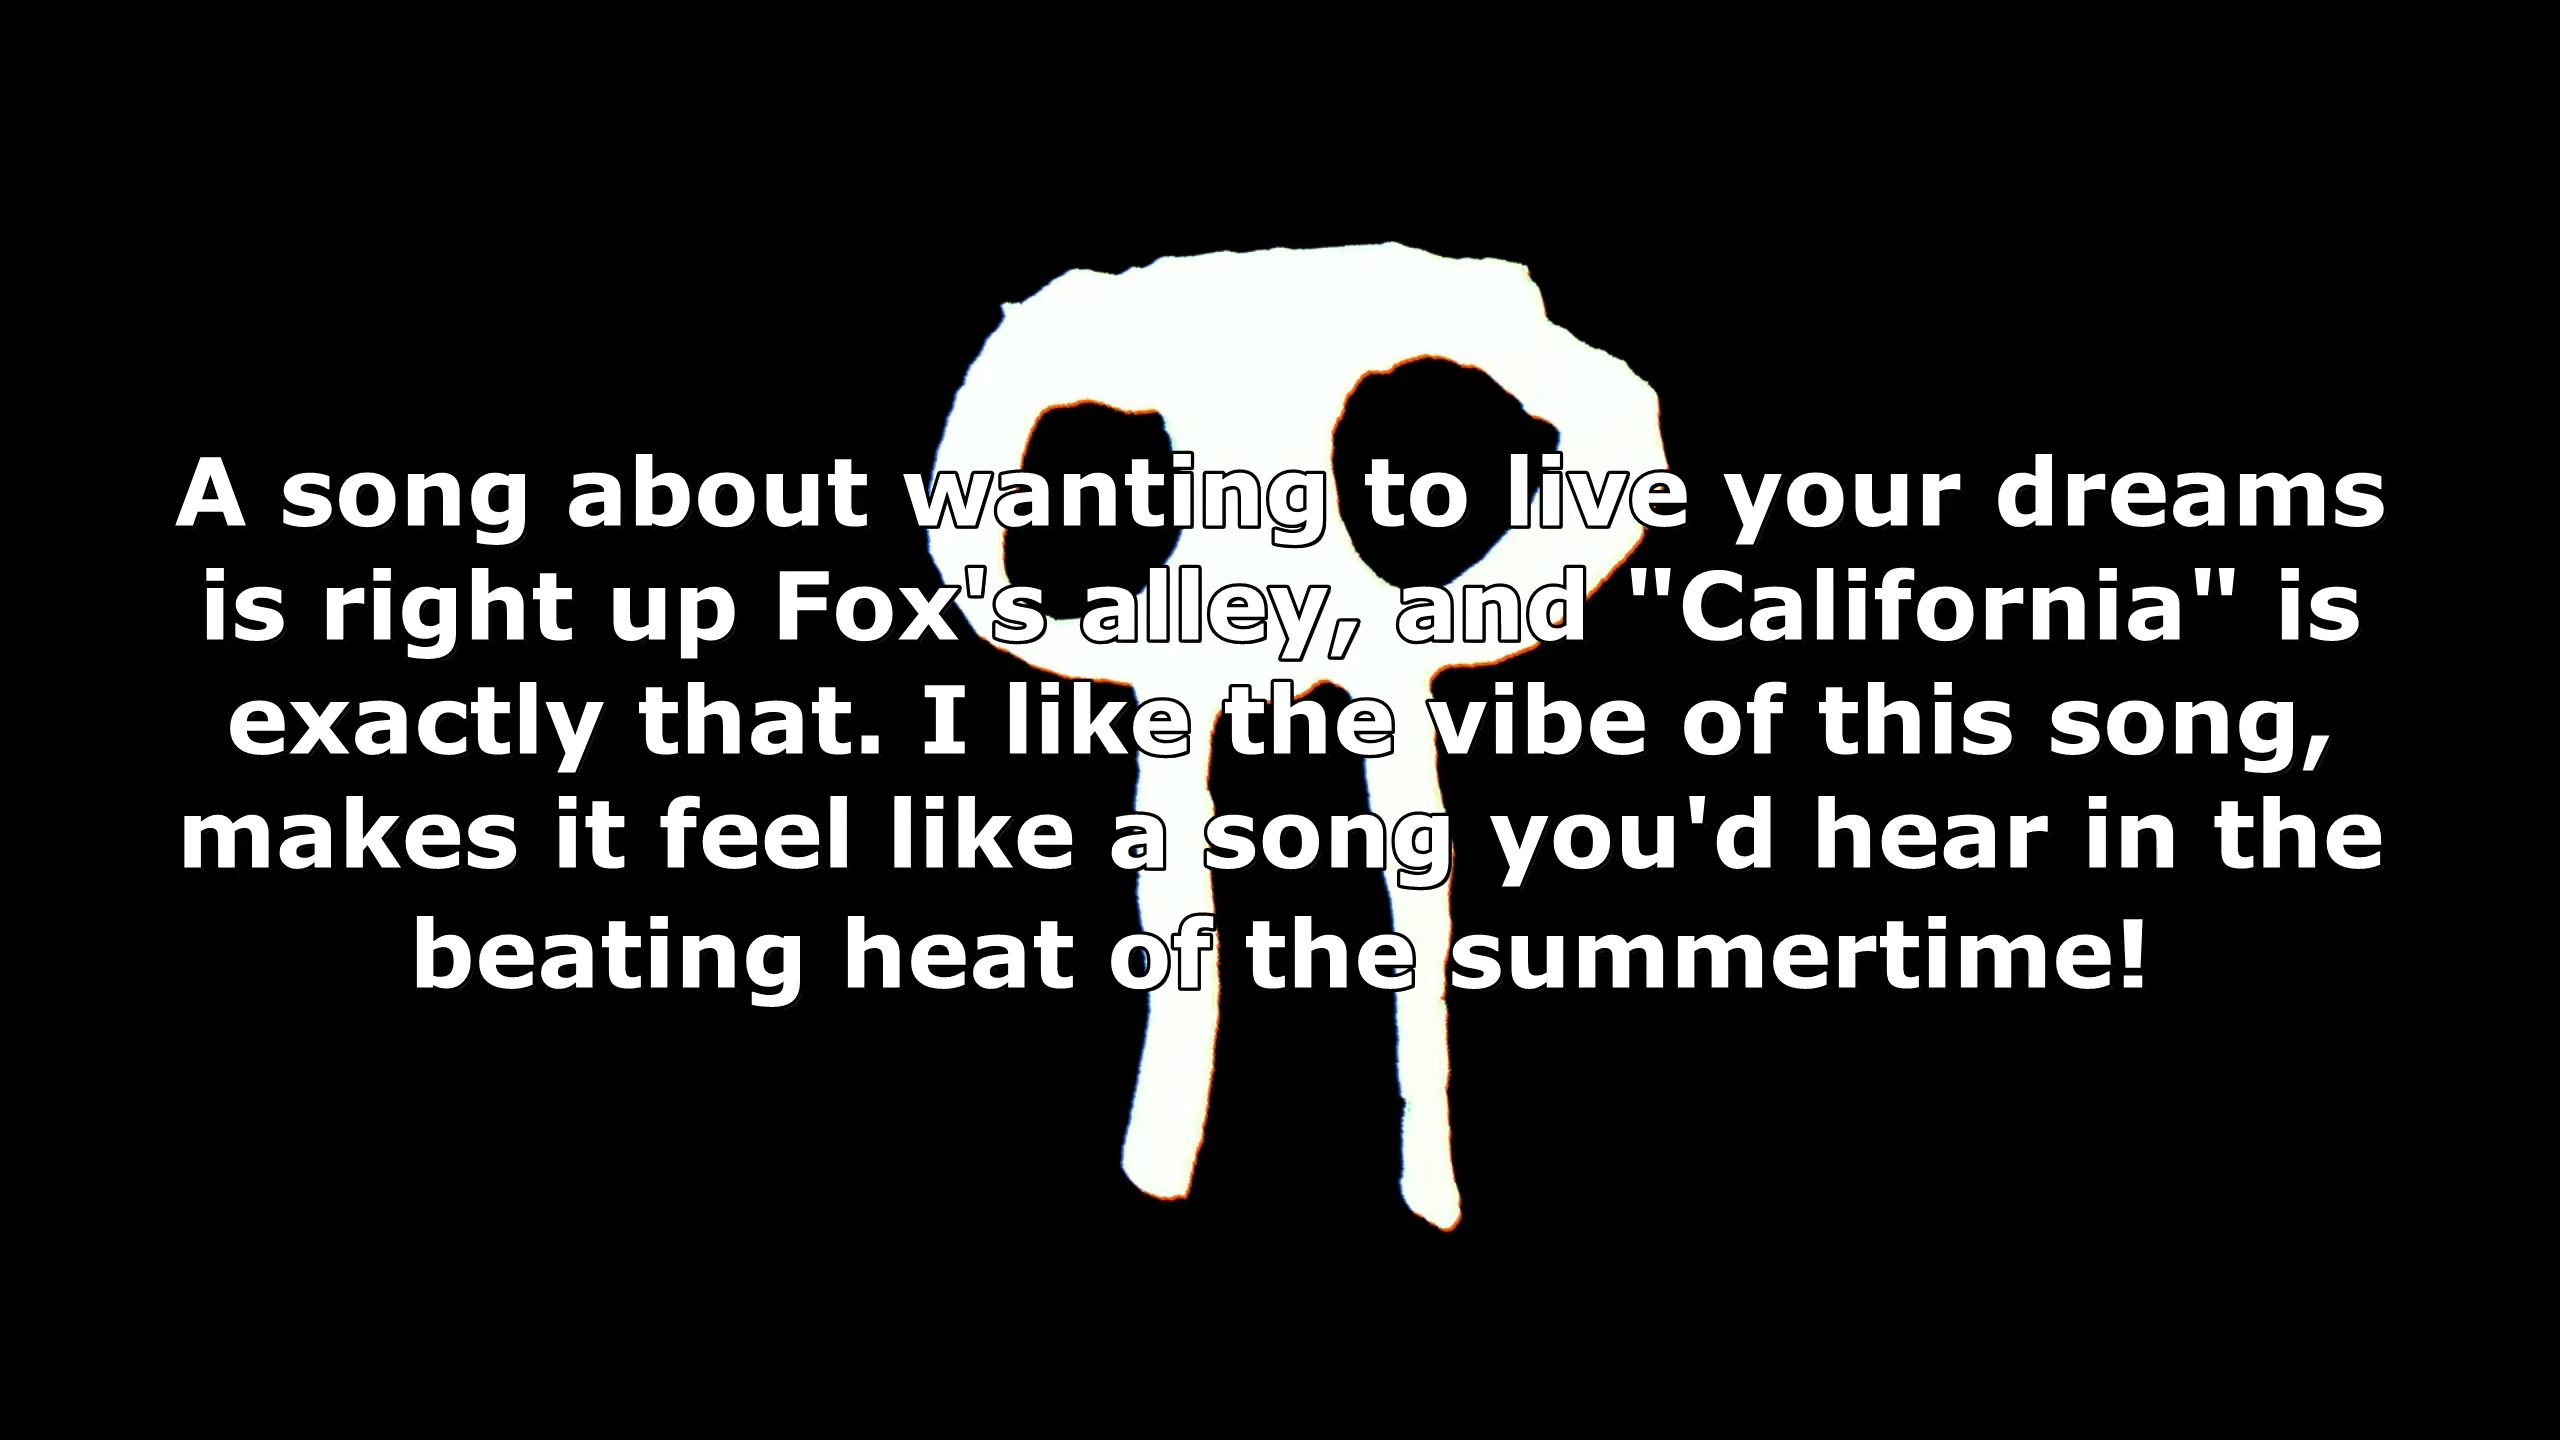 A song about wanting to live your dreams
is right up Fox's alley, and "California" is
exactly that. I like the vibe of this song,
makes it feel like a song you'd hear in the
beating heat of the summertime!